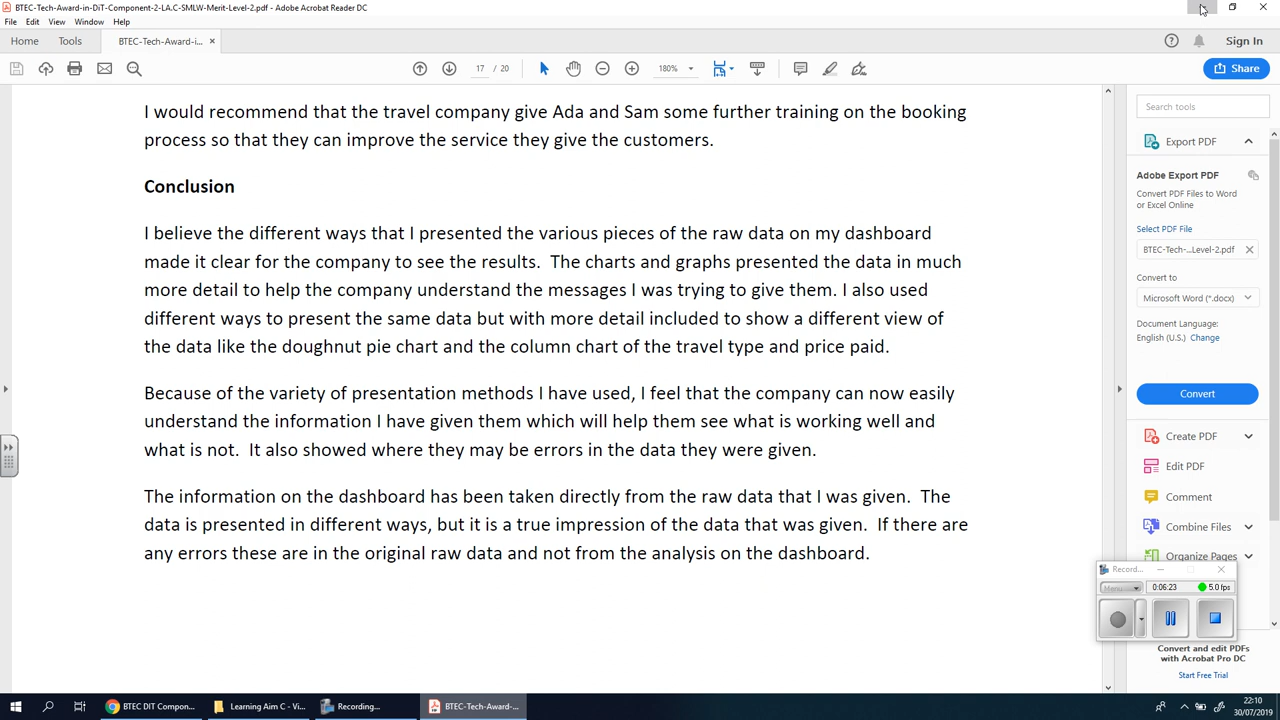 BTEC-Tech-Award-in-DiT-Component-2-LA.C-SMLW-Merit-Level-2.pdf - Adobe Acrobat Reader DC
File Edit View Window Help
Home Tools BTEC-Tech-Award-i... × Sign In
17 / 20 180% Share
I would recommend that the travel company give Ada and Sam some further training on the booking
process so that they can improve the service they give the customers.
Conclusion
I believe the different ways that I presented the various pieces of the raw data on my dashboard
made it clear for the company to see the results. The charts and graphs presented the data in much
more detail to help the company understand the messages I was trying to give them. I also used
different ways to present the same data but with more detail included to show a different view of
the data like the doughnut pie chart and the column chart of the travel type and price paid.
Because of the variety of presentation methods I have used, I feel that the company can now easily
understand the information I have given them which will help them see what is working well and
what is not. It also showed where they may be errors in the data they were given.
The information on the dashboard has been taken directly from the raw data that I was given. The
data is presented in different ways, but it is a true impression of the data that was given. If there are
any errors these are in the original raw data and not from the analysis on the dashboard.
Search tools
Export PDF
Adobe Export PDF
Convert PDF Files to Word
or Excel Online
Select PDF File
BTEC-Tech-...Level-2.pdf
Convert to
Microsoft Word (*.docx)
Document Language:
English (U.S.) Change
Convert
Create PDF
Edit PDF
Comment
Combine Files
Organize Pages
Record...
Menu 0:06:23 5.0 fps
Convert and edit PDFs
with Acrobat Pro DC
Start Free Trial
BTEC DIT Compon... Learning Aim C - Vi... Recording... BTEC-Tech-Award-...
22:10
30/07/2019